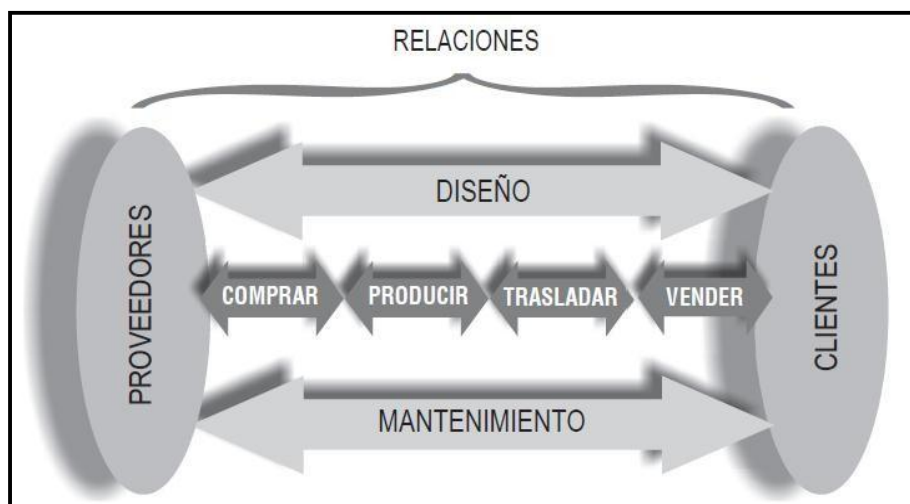 RELACIONES
DISEÑO
PROVEEDORES
COMPRAR PRODUCIR TRASLADAR VENDER
CLIENTES
MANTENIMIENTO